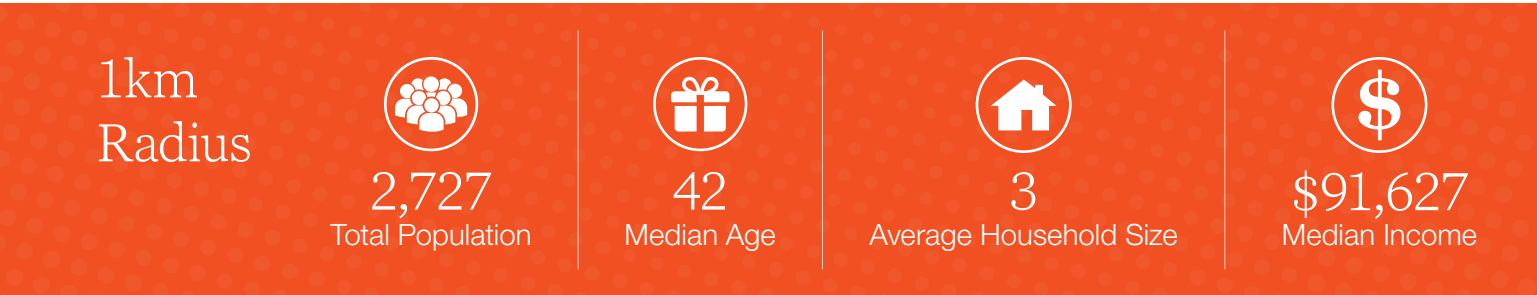 1km
Radius
2,727
Total Population
42
Median Age
3
Average Household Size
$
$91,627
Median Income